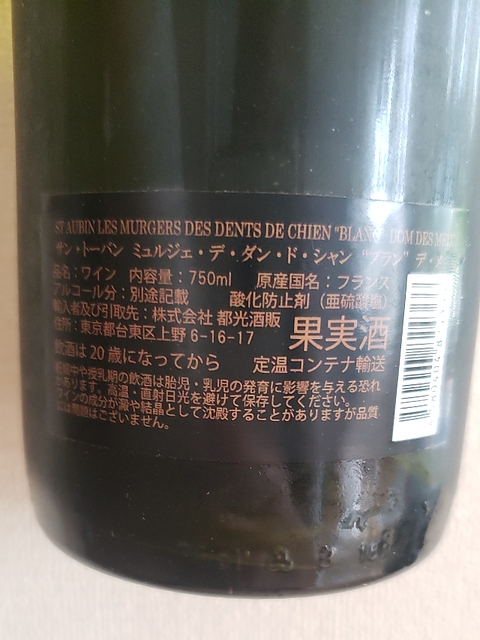 ST AUBIN LES MURGERS DES DENTS DE CHIEN "BLANC" DOM DES
サン・トーバン ミュルジェ・デ・ダン・ド・シャン "ブラン" デ・
品名：ワイン 内容量：750ml 原産国名：フランス
アルコール分：別途記載 酸化防止剤（亜硫酸塩）
輸入者及び引取先：株式会社 都光酒販
住所：東京都台東区上野 6-16-17
果実酒
飲酒は20歳になってから 定温コンテナ輸送
妊娠中や授乳期の飲酒は胎児・乳児の発育に影響を与える恐れ
があります。高温・直射日光を避けて保存してください。
ワインの成分が澱や結晶として沈殿することがありますが品質
には問題はございません。